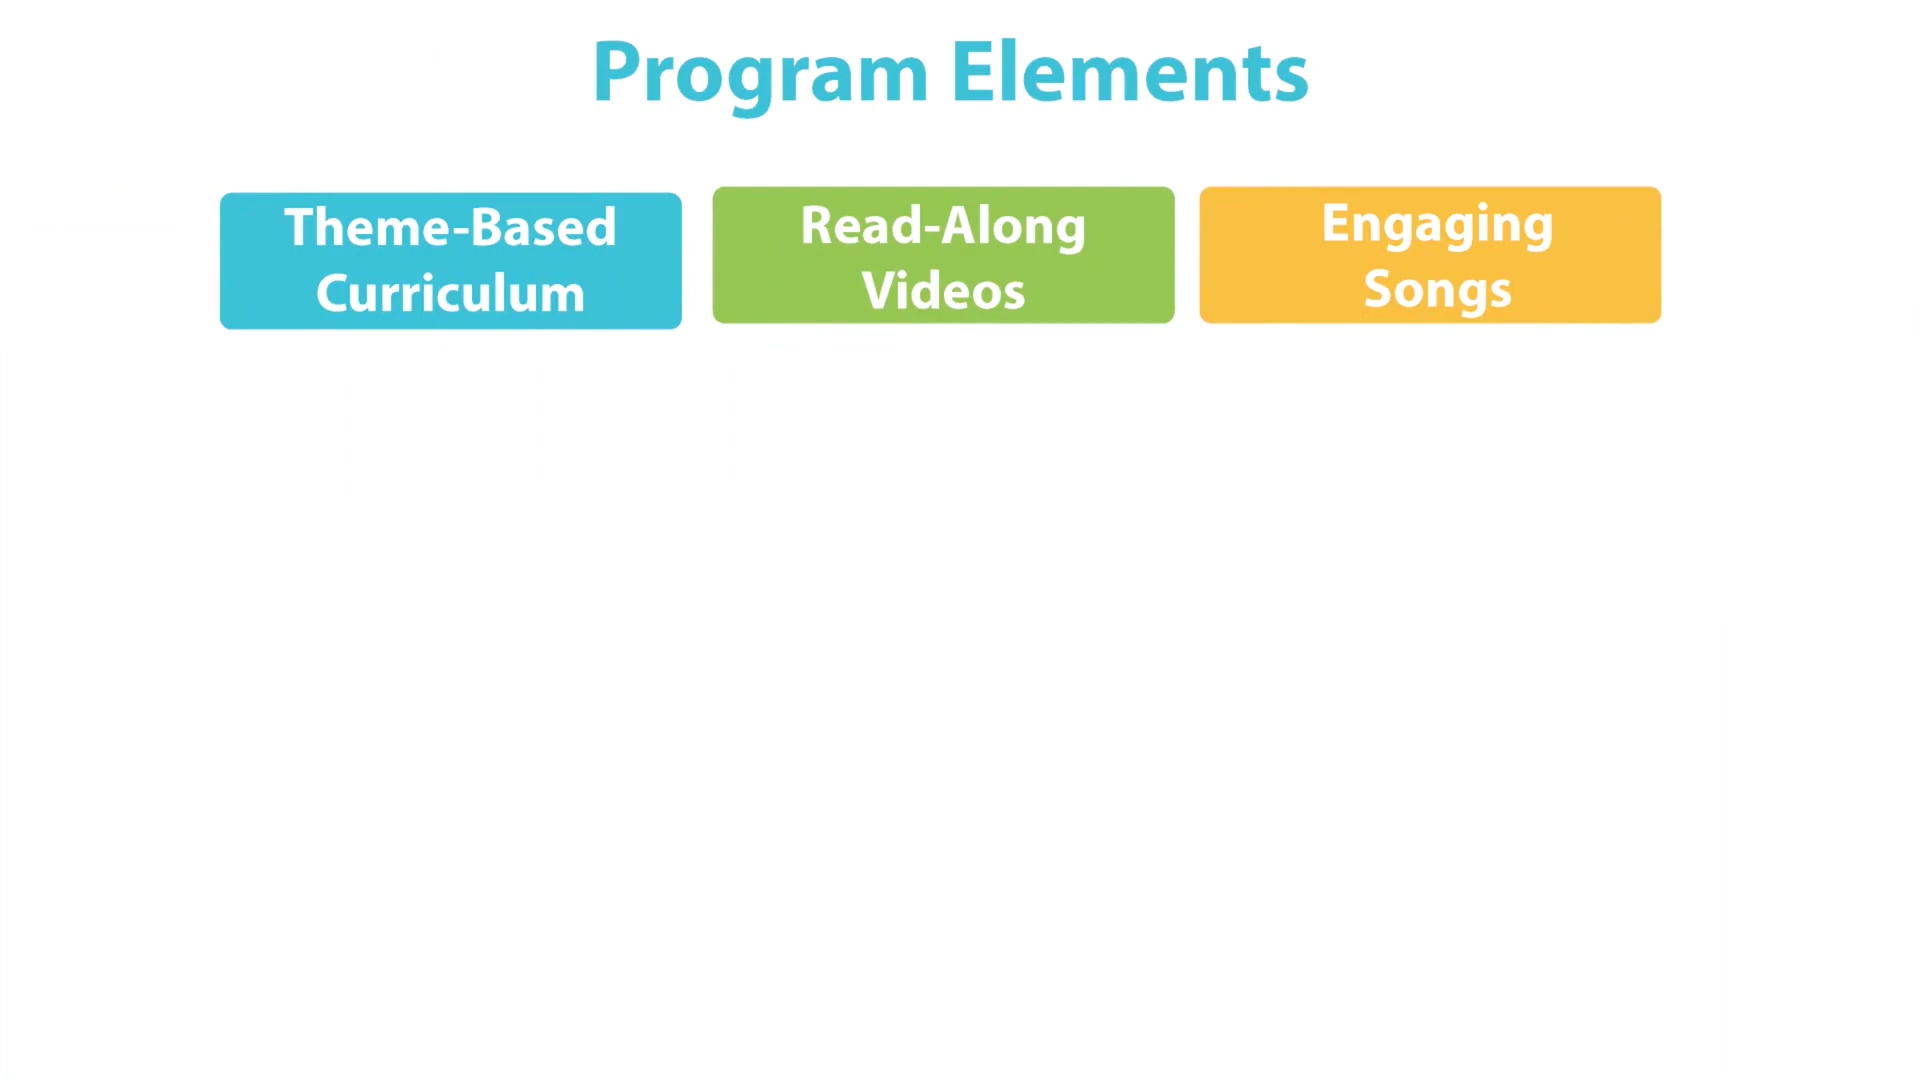 Program Elements
Theme-Based
Curriculum
Read-Along
Videos
Engaging
Songs